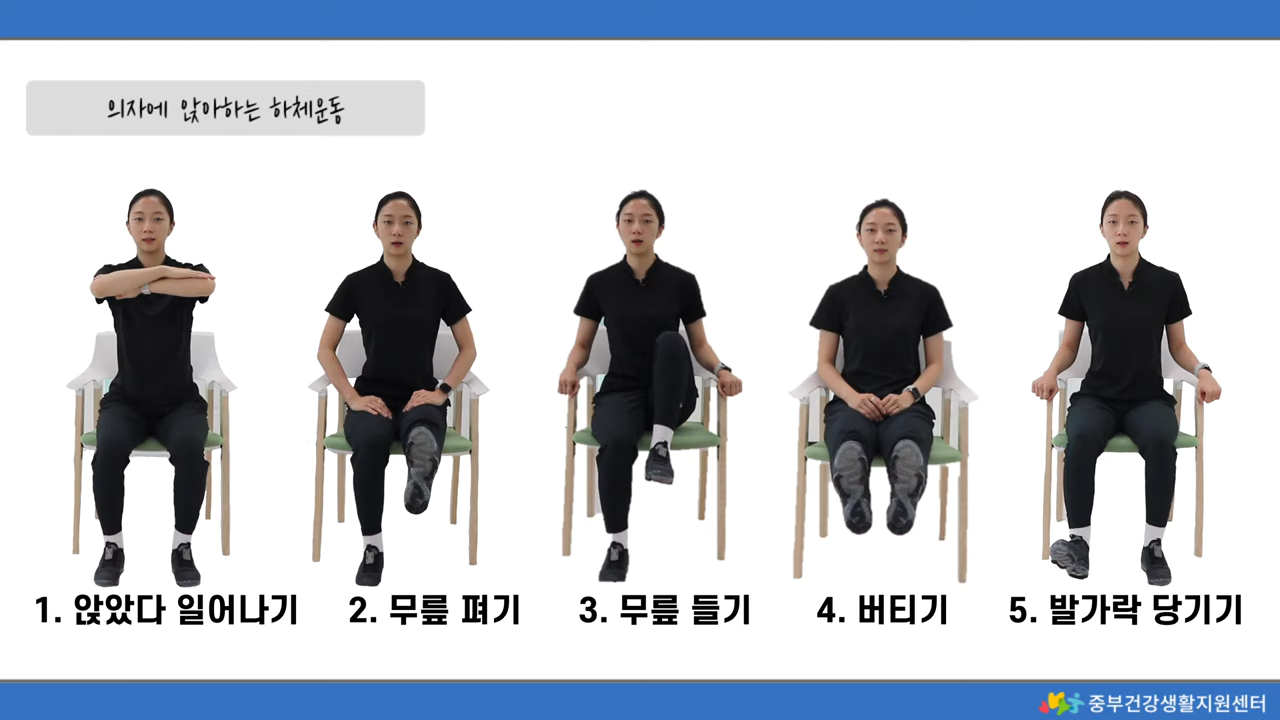 의자에 앉아하는 하체운동
1. 앉았다 일어나기
2. 무릎 펴기
3. 무릎 들기
4. 버티기
5. 발가락 당기기
중부건강생활지원센터